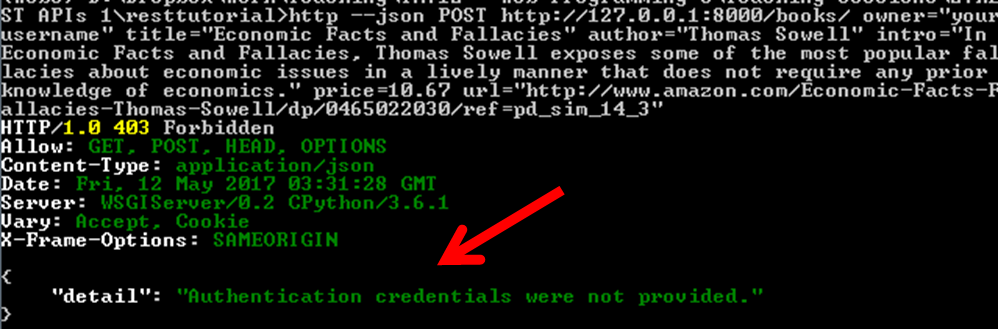 ST APIs 1\resttutorial>http --json POST http://127.0.0.1:8000/books/ owner="your
username" title="Economic Facts and Fallacies" author="Thomas Sowell" intro="In
Economic Facts and Fallacies, Thomas Sowell exposes some of the most popular fal
lacies about economic issues in a lively manner that does not require any prior
knowledge of economics." price=10.67 url="http://www.amazon.com/Economic-Facts-F
allacies-Thomas-Sowell/dp/0465022030/ref=pd_sim_14_3"
HTTP/1.0 403 Forbidden
Allow: GET, POST, HEAD, OPTIONS
Content-Type: application/json
Date: Fri, 12 May 2017 03:31:28 GMT
Server: WSGIServer/0.2 CPython/3.6.1
Vary: Accept, Cookie
X-Frame-Options: SAMEORIGIN
{
"detail": "Authentication credentials were not provided."
}